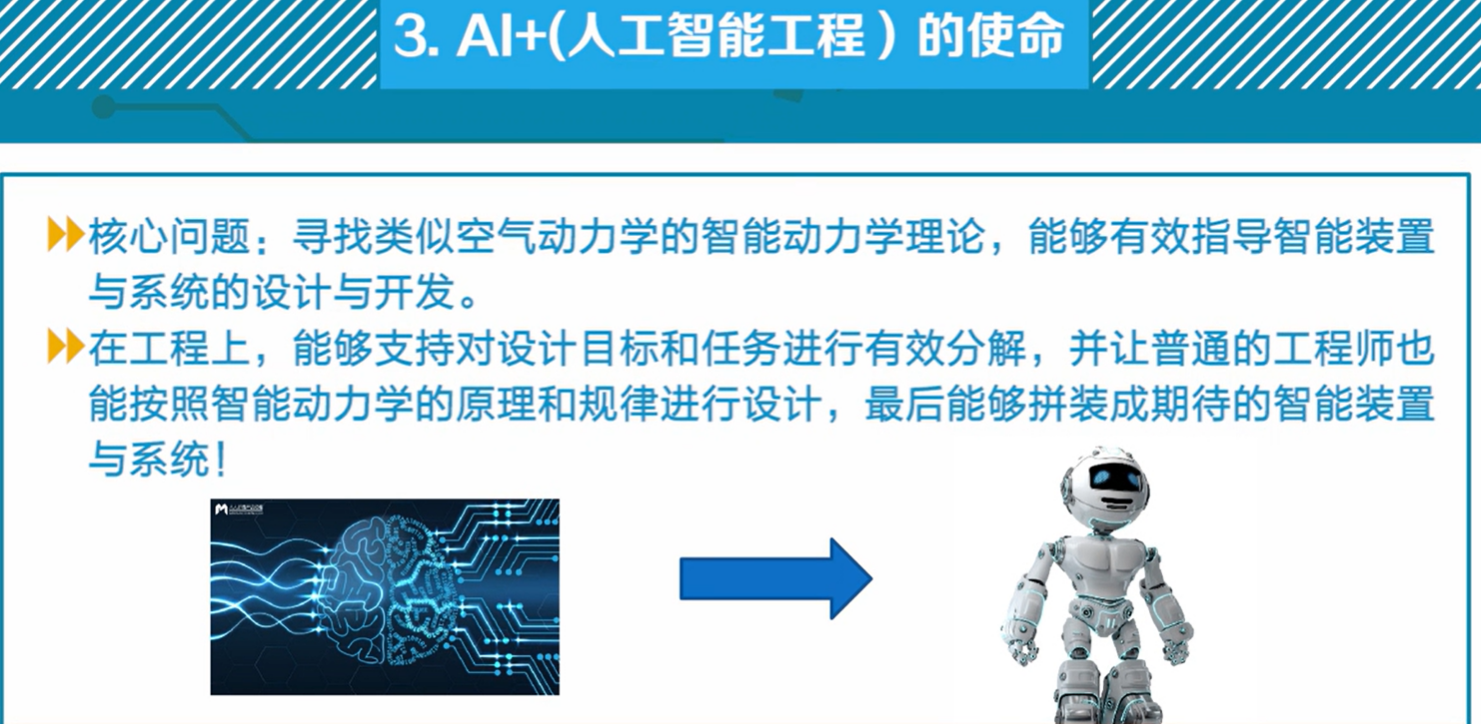 3. AI+(人工智能工程）的使命
核心问题：寻找类似空气动力学的智能动力学理论，能够有效指导智能装置
与系统的设计与开发。
在工程上，能够支持对设计目标和任务进行有效分解，并让普通的工程师也
能按照智能动力学的原理和规律进行设计，最后能够拼装成期待的智能装置
与系统！